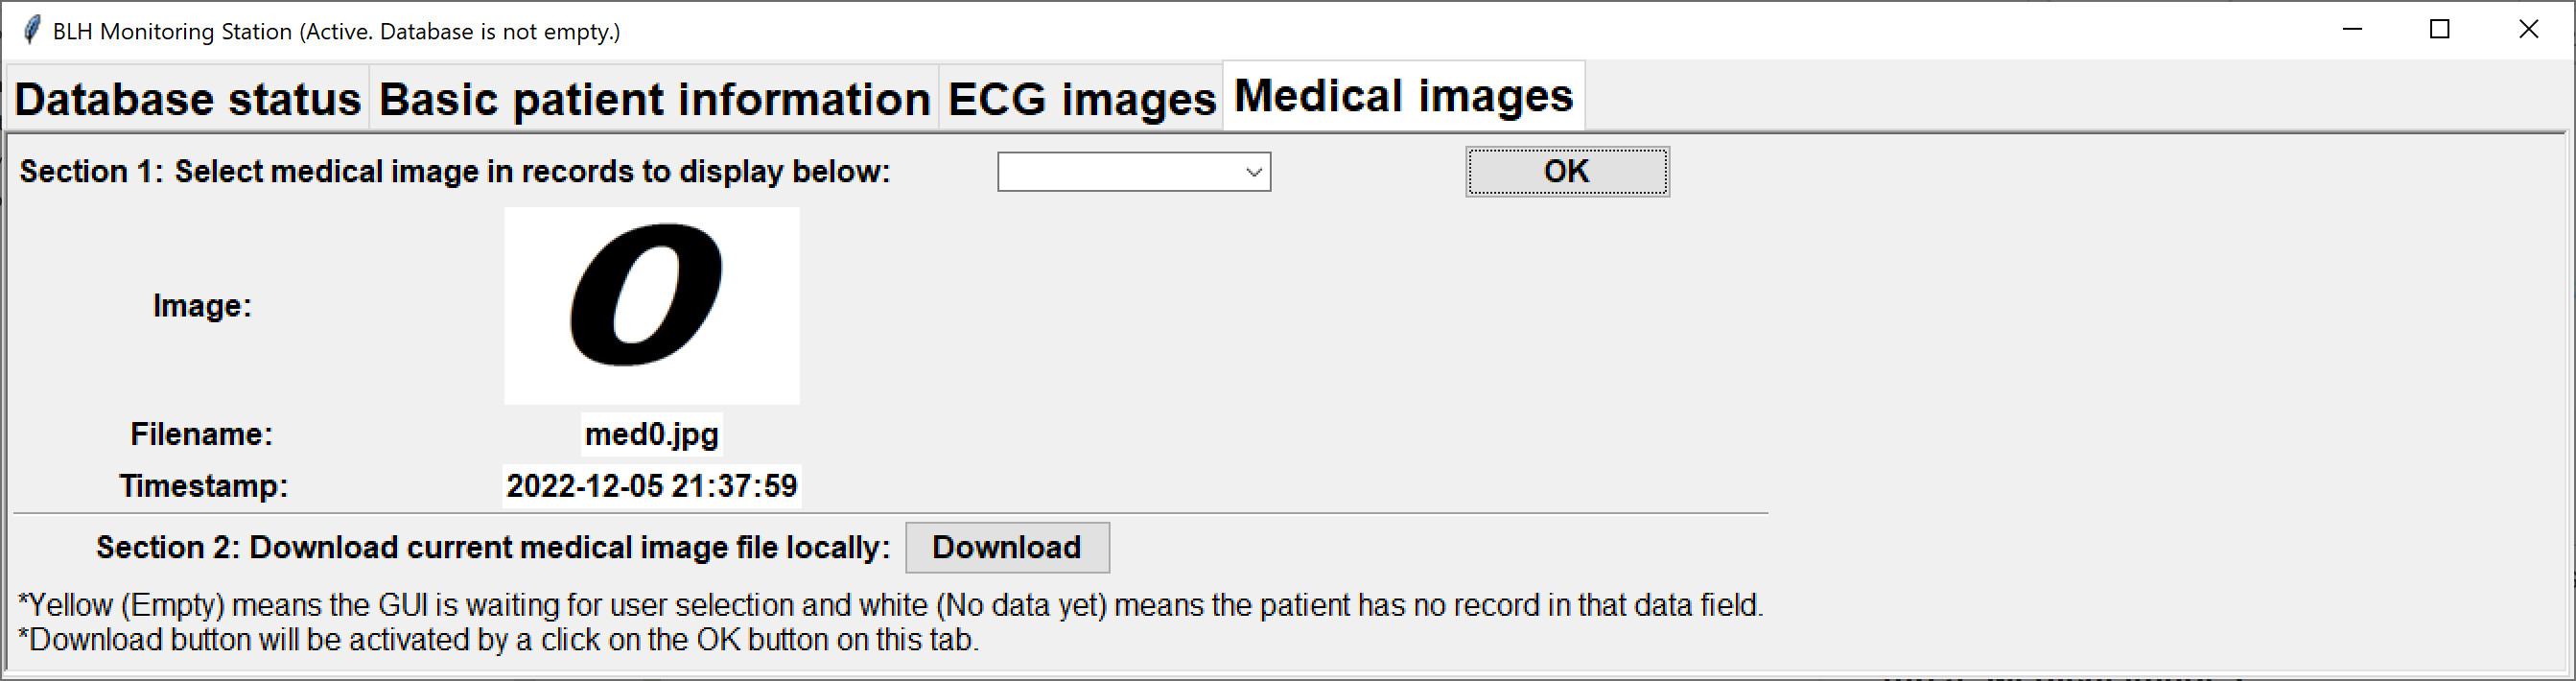 BLH Monitoring Station (Active. Database is not empty.)
Database status Basic patient information ECG images Medical images
Section 1: Select medical image in records to display below: OK
Image: 0
Filename: med0.jpg
Timestamp: 2022-12-05 21:37:59
Section 2: Download current medical image file locally: Download
*Yellow (Empty) means the GUI is waiting for user selection and white (No data yet) means the patient has no record in that data field.
*Download button will be activated by a click on the OK button on this tab.